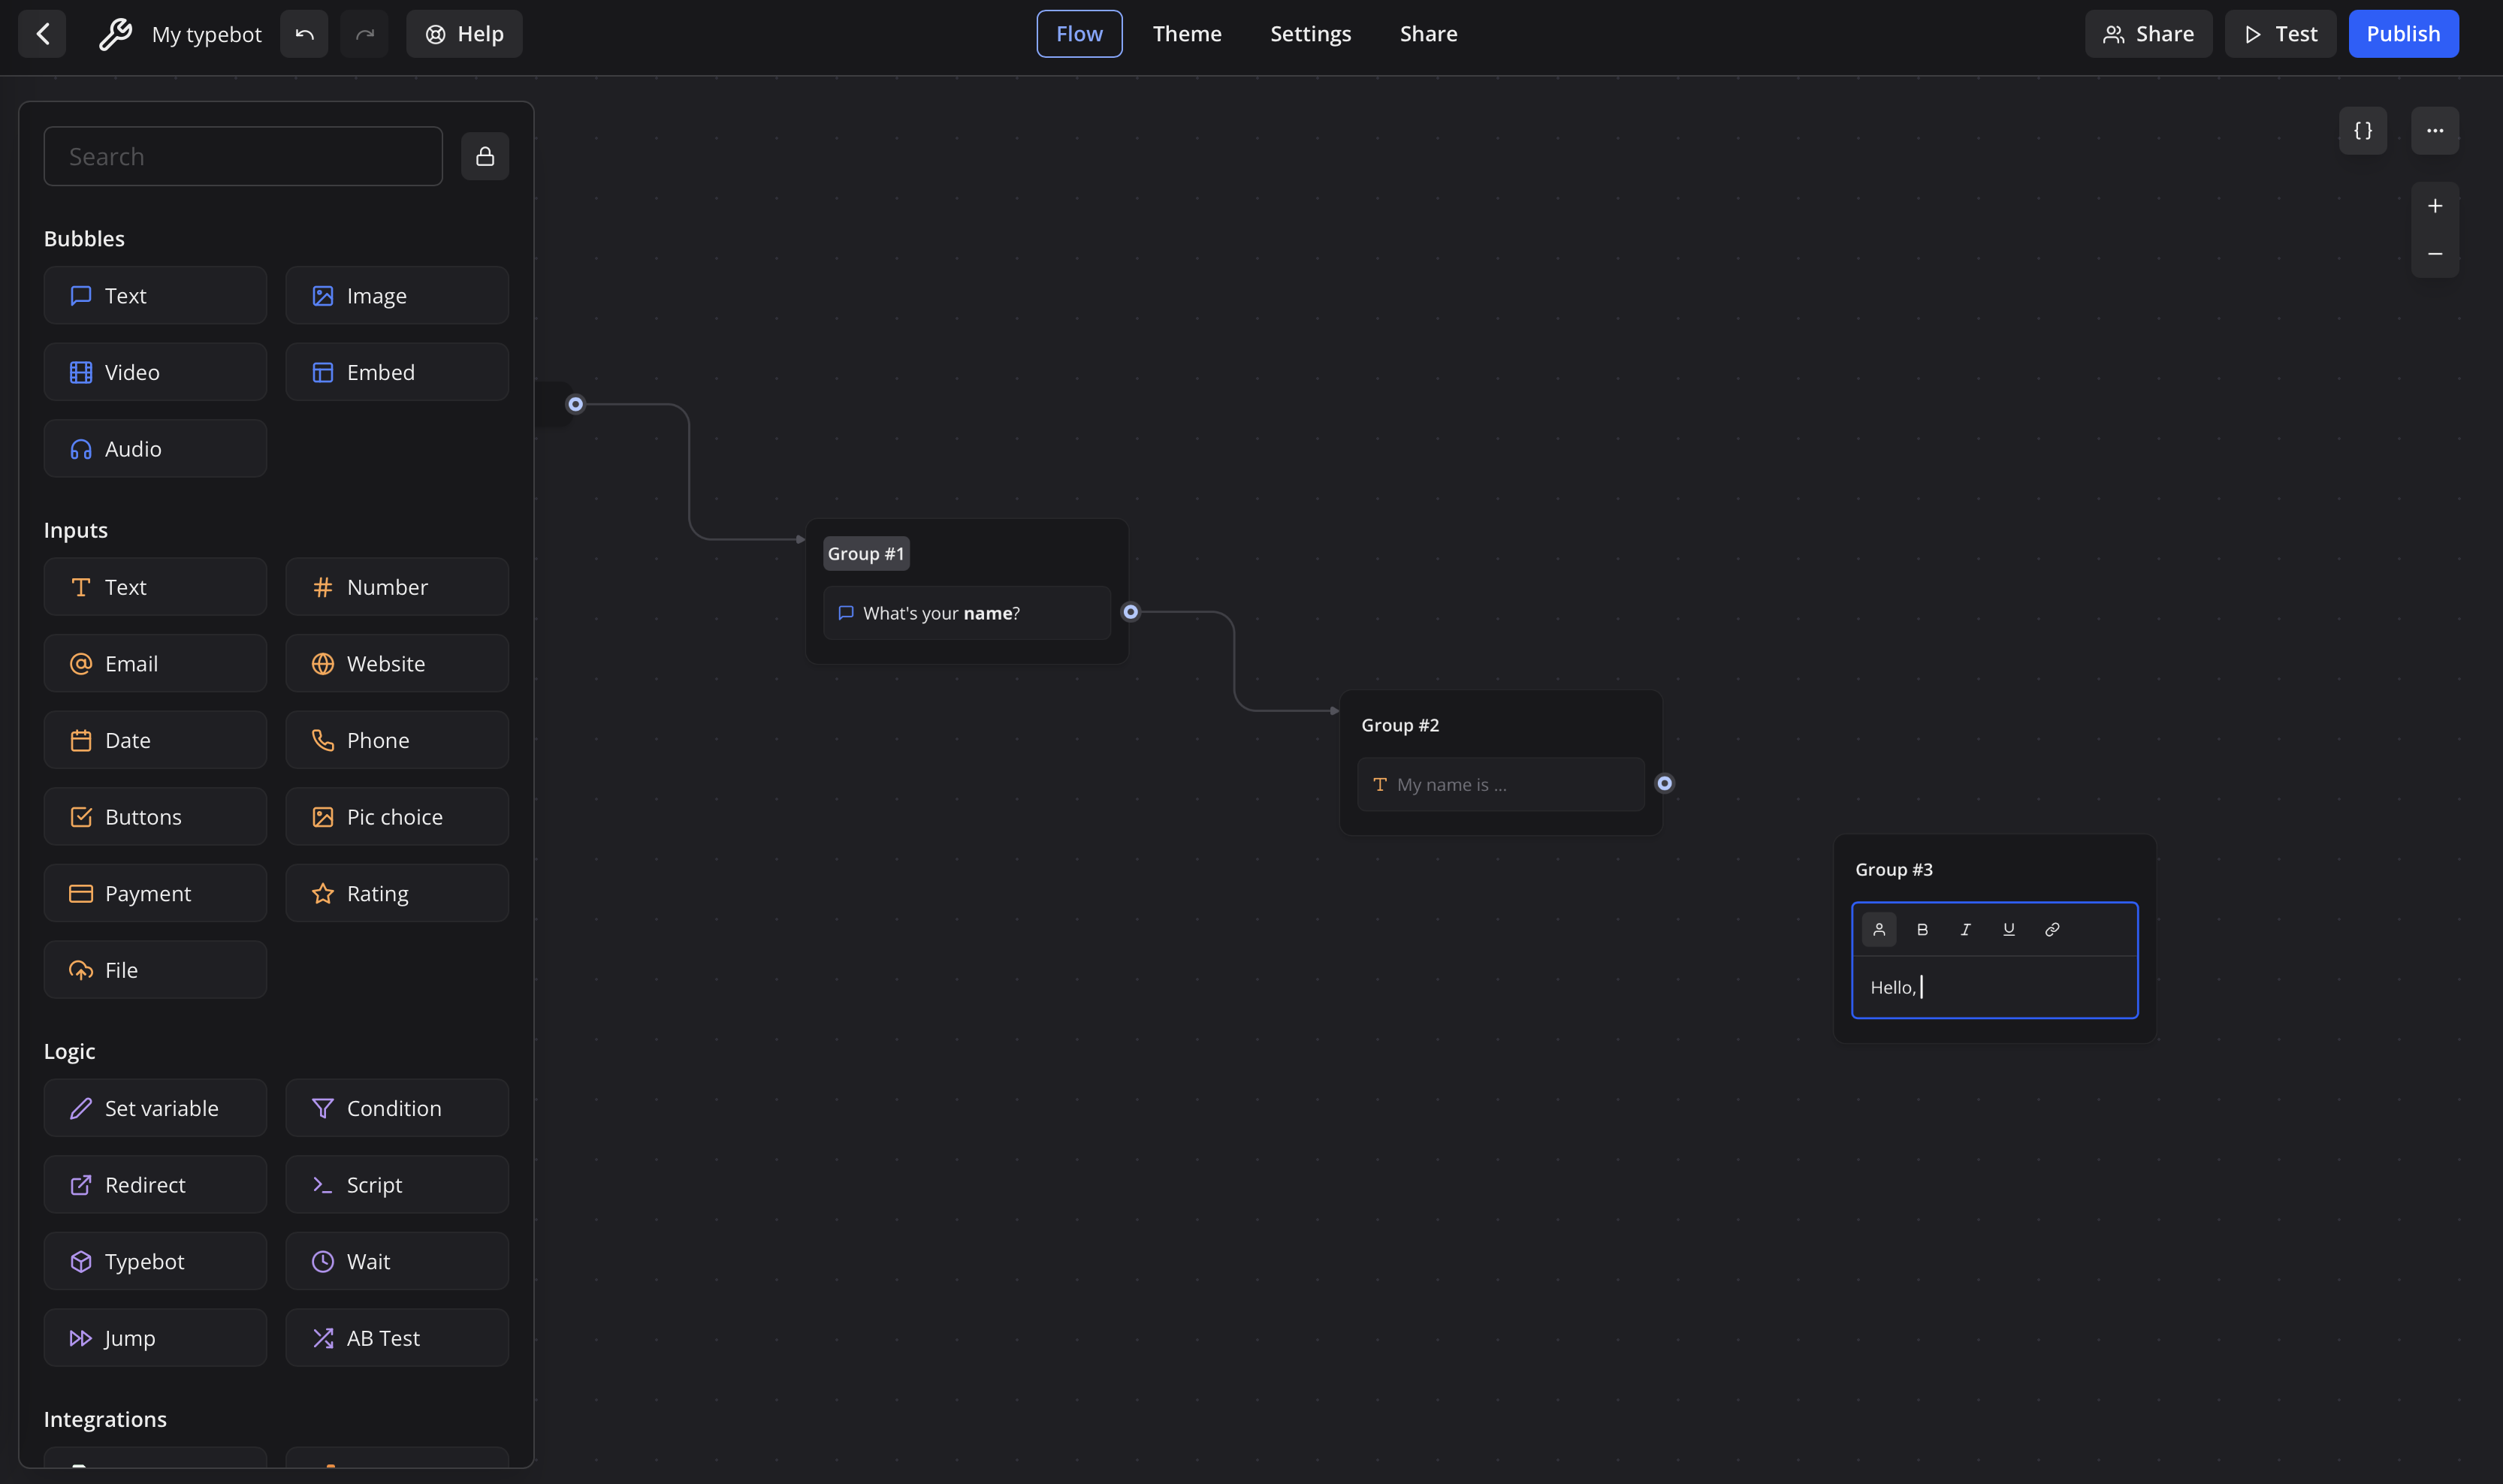 My typebot
Help
Flow
Theme
Settings
Share
Share
Test
Publish
Search
Bubbles
Text
Image
Video
Embed
Audio
Inputs
Text
Number
Email
Website
Date
Phone
Buttons
Pic choice
Payment
Rating
File
Logic
Set variable
Condition
Redirect
Script
Typebot
Wait
Jump
AB Test
Integrations
Group #1
What's your name?
Group #2
My name is ...
Group #3
B I U
Hello,